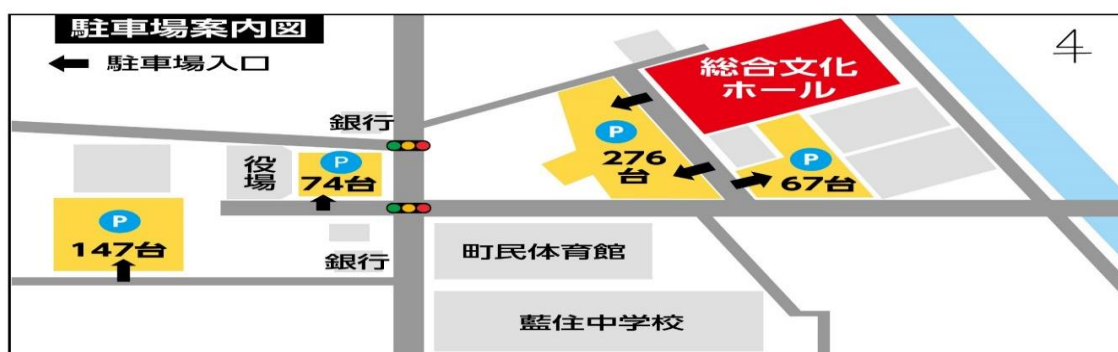 駐車場案内図
← 駐車場入口
4
総合文化
ホール
銀行
P
276
台
P
67台
役場
P
74台
P
147台
銀行
町民体育館
藍住中学校